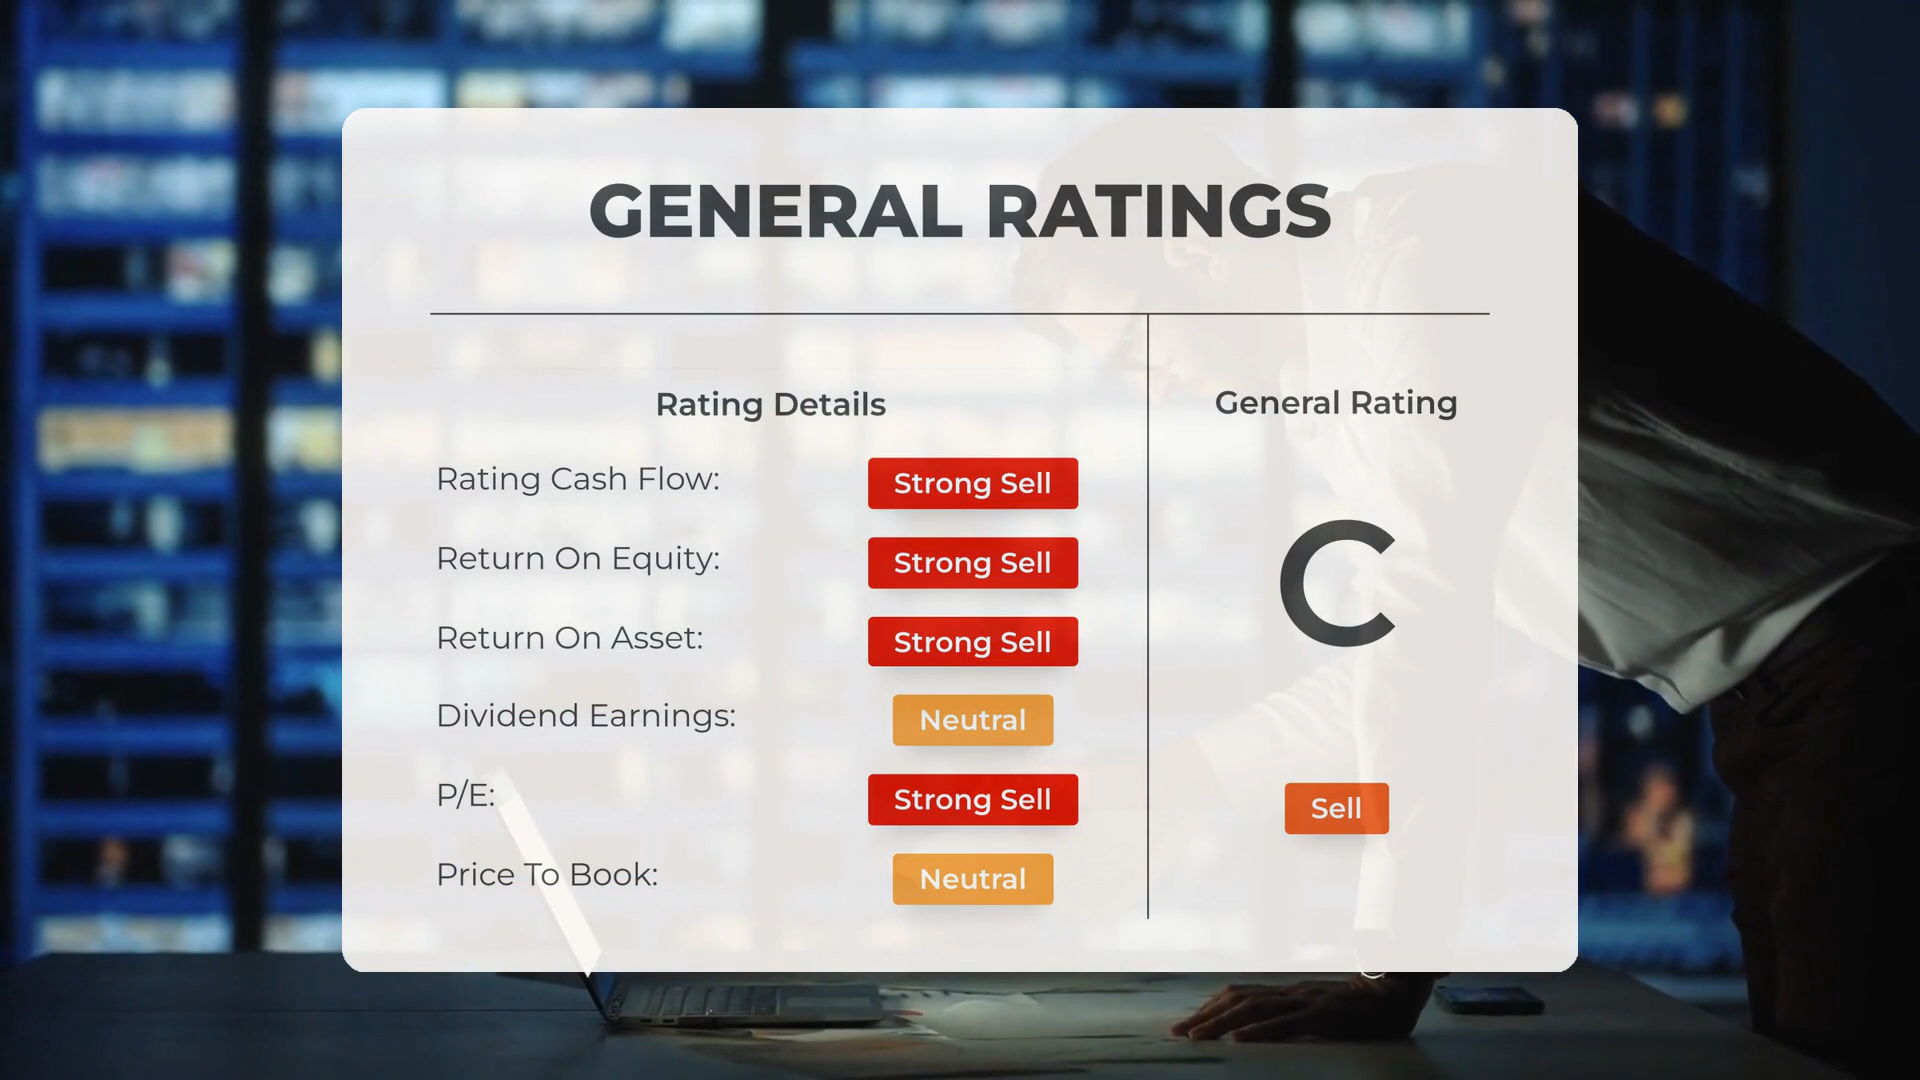 GENERAL RATINGS
Rating Details
Rating Cash Flow: Strong Sell
Return On Equity: Strong Sell
Return On Asset: Strong Sell
Dividend Earnings: Neutral
P/E: Strong Sell
Price To Book: Neutral
General Rating
C
Sell